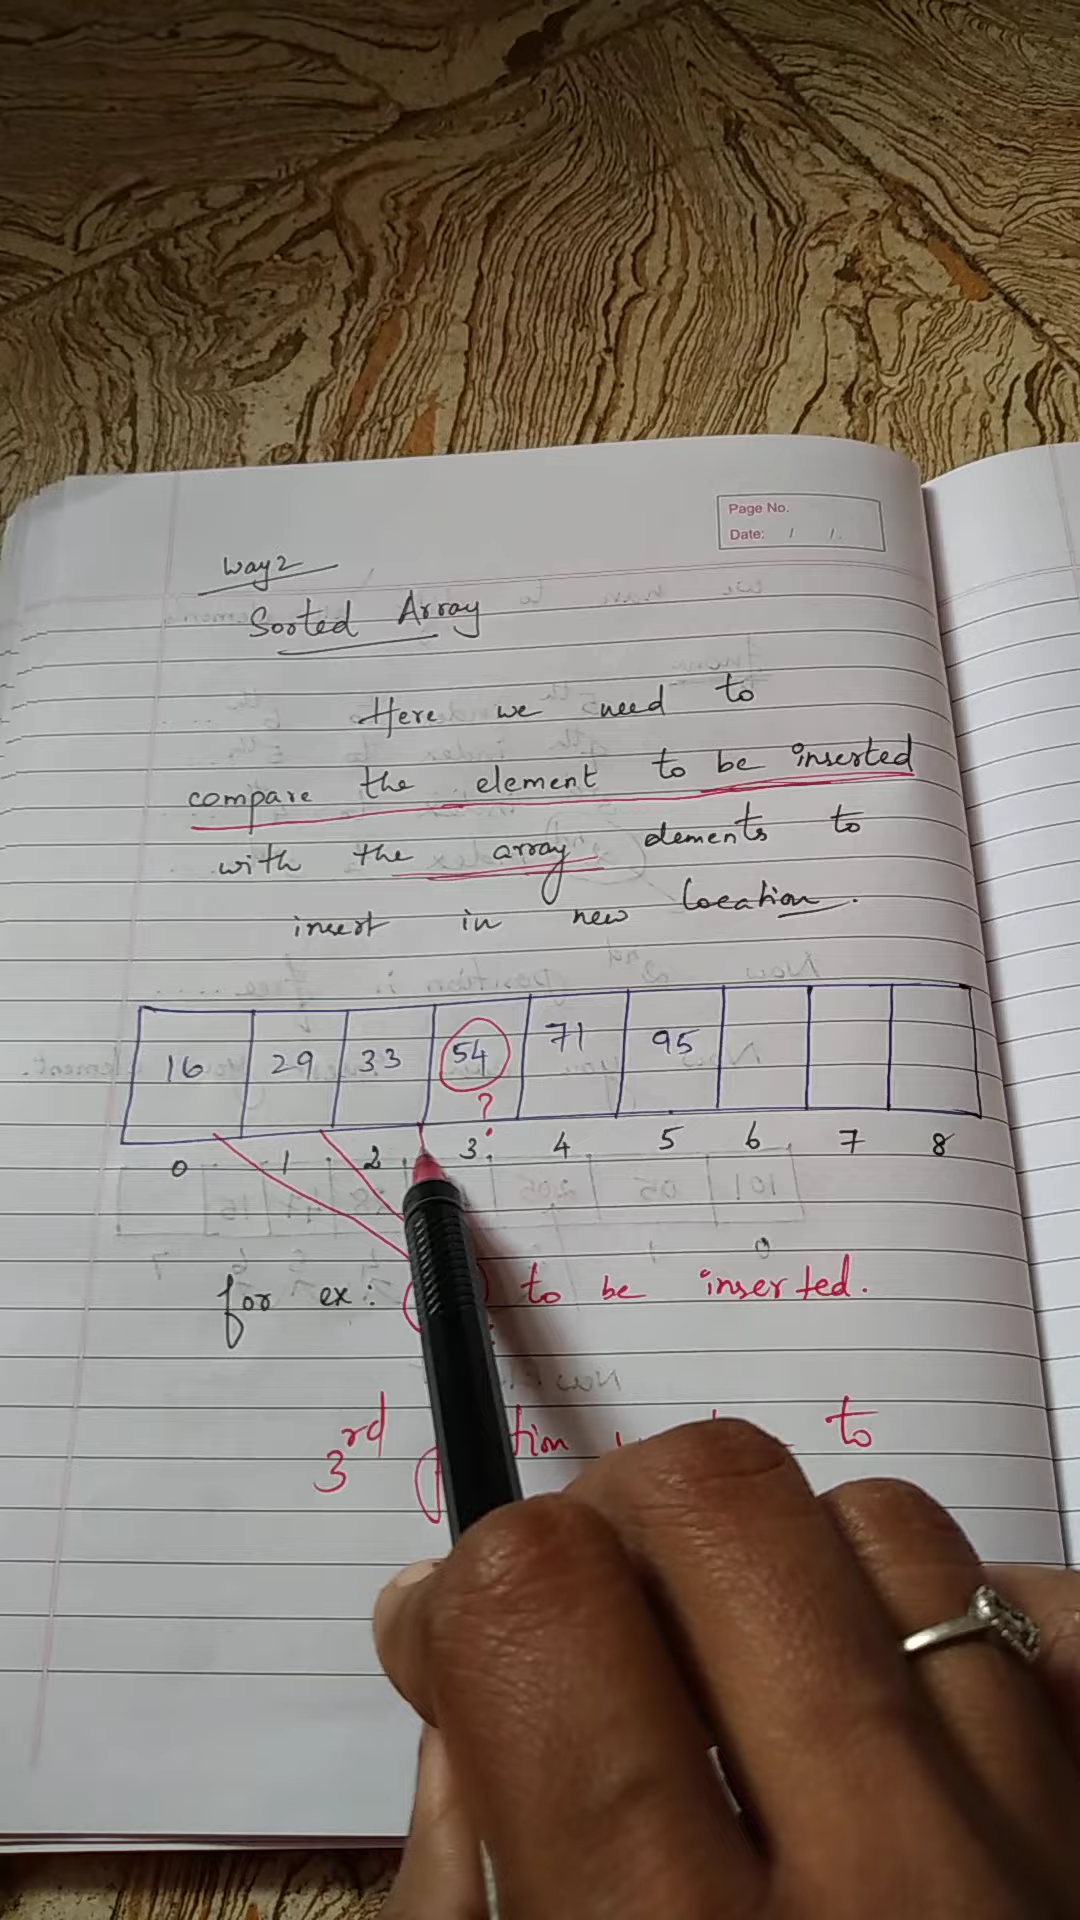 Page No.
Date: / /.
Way 2
Sorted Array
Here we need to
compare the element to be inserted
with the array elements to
insert in new location.
16 29 33 54 71 95
?
0 1 2 3 4 5 6 7 8
for ex: to be inserted.
3rd to